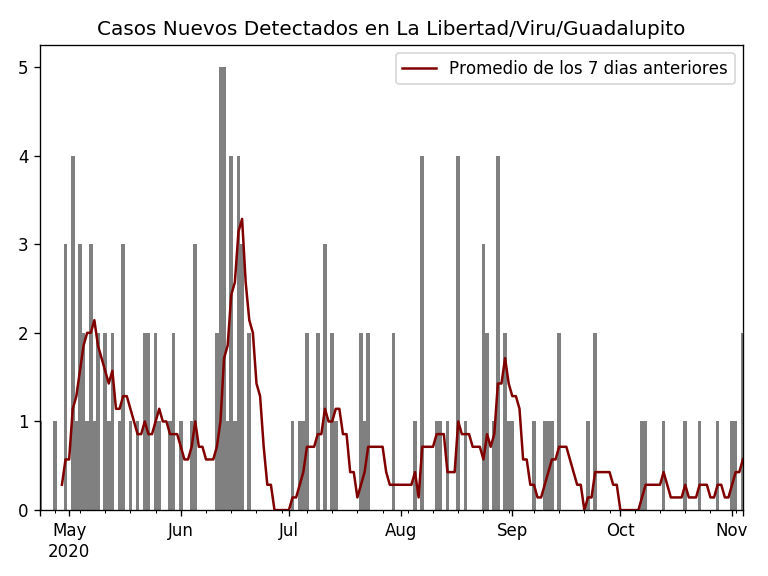 Casos Nuevos Detectados en La Libertad/Viru/Guadalupito
Promedio de los 7 dias anteriores
5
4
3
2
1
0
May Jun Jul Aug Sep Oct Nov
2020